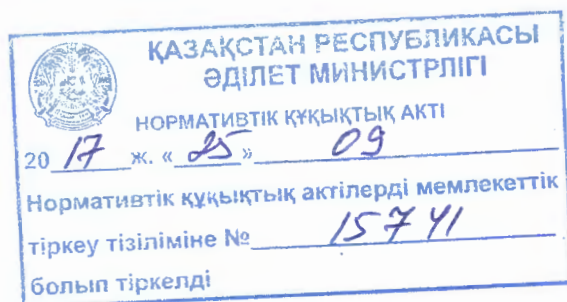 ҚАЗАҚСТАН РЕСПУБЛИКАСЫ
ӘДІЛЕТ МИНИСТРЛІГІ
НОРМАТИВТІК ҚҰҚЫҚТЫҚ АКТІ
20 17 ж. « 25 » 09
Нормативтік құқықтық актілерді мемлекеттік
тіркеу тізіліміне № 15741
болып тіркелді